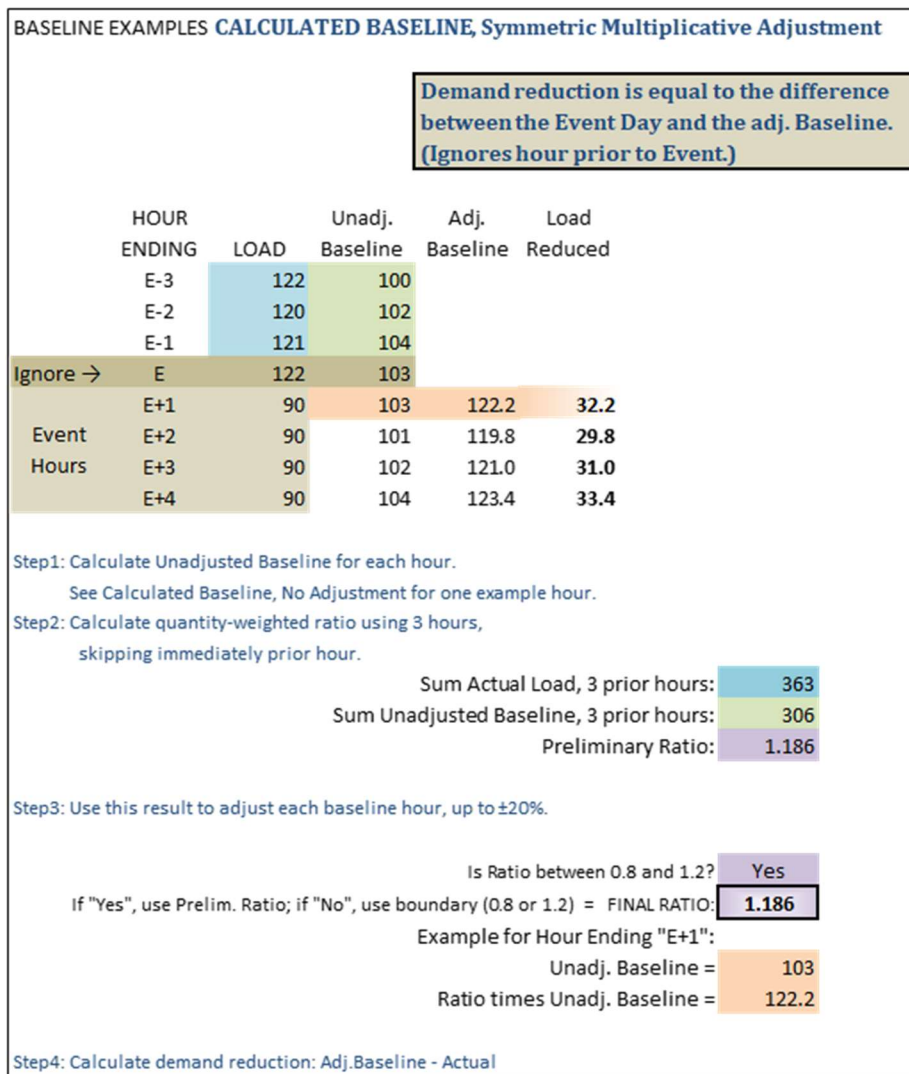 BASELINE EXAMPLES CALCULATED BASELINE, Symmetric Multiplicative Adjustment
Demand reduction is equal to the difference
between the Event Day and the adj. Baseline.
(Ignores hour prior to Event.)
HOUR Unadj. Adj. Load
ENDING LOAD Baseline Baseline Reduced
E-3 122 100
E-2 120 102
E-1 121 104
Ignore → E 122 103
E+1 90 103 122.2 32.2
Event E+2 90 101 119.8 29.8
Hours E+3 90 102 121.0 31.0
E+4 90 104 123.4 33.4
Step1: Calculate Unadjusted Baseline for each hour.
See Calculated Baseline, No Adjustment for one example hour.
Step2: Calculate quantity-weighted ratio using 3 hours,
skipping immediately prior hour.
Sum Actual Load, 3 prior hours: 363
Sum Unadjusted Baseline, 3 prior hours: 306
Preliminary Ratio: 1.186
Step3: Use this result to adjust each baseline hour, up to ±20%.
Is Ratio between 0.8 and 1.2? Yes
If "Yes", use Prelim. Ratio; if "No", use boundary (0.8 or 1.2) = FINAL RATIO: 1.186
Example for Hour Ending "E+1":
Unadj. Baseline = 103
Ratio times Unadj. Baseline = 122.2
Step4: Calculate demand reduction: Adj.Baseline - Actual